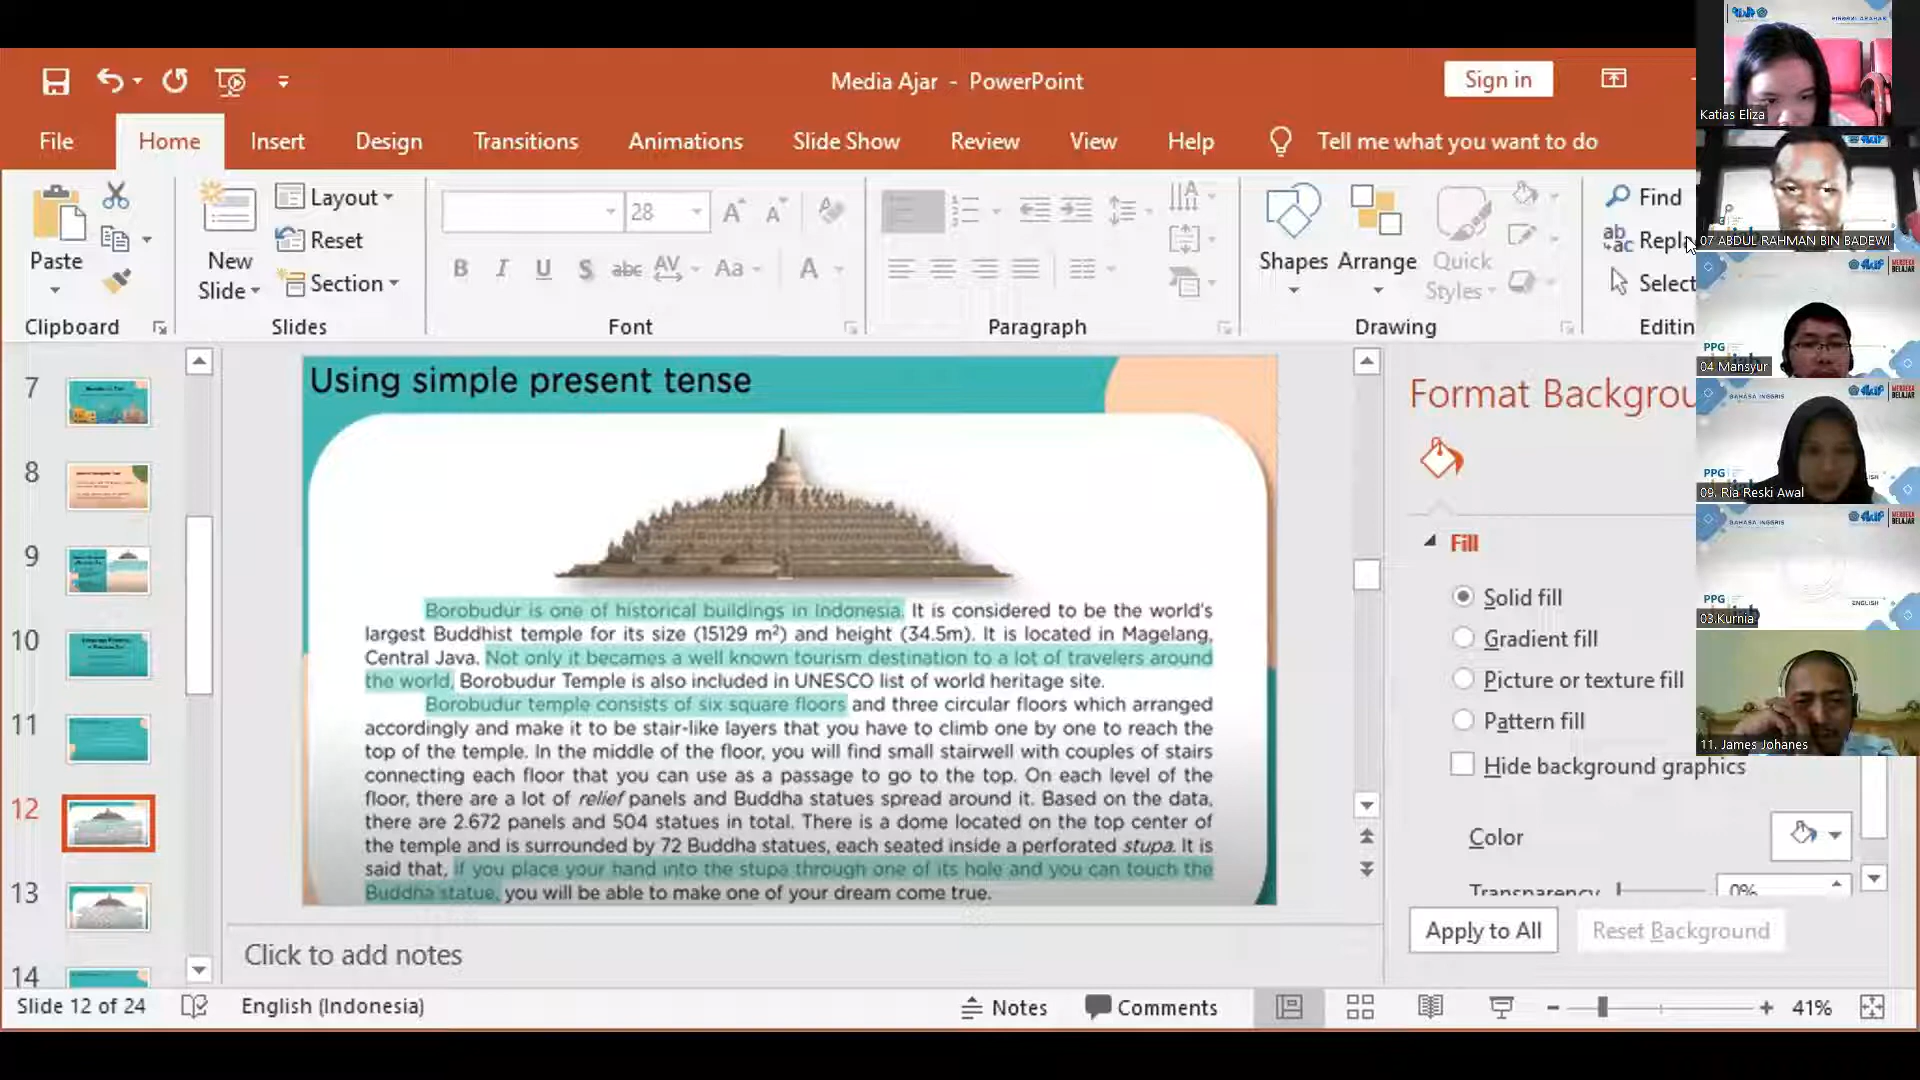 Media Ajar - PowerPoint
Sign in
File Home Insert Design Transitions Animations Slide Show Review View Help Tell me what you want to do
Paste
Clipboard
New Slide
Layout
Reset
Section
Slides
28
Font
Paragraph
Shapes
Arrange
Quick Styles
Drawing
Find
Repla
Select
Editin
7
8
9
10
11
12
13
14
Using simple present tense
Borobudur is one of historical buildings in Indonesia. It is considered to be the world's
largest Buddhist temple for its size (15129 m²) and height (34.5m). It is located in Magelang,
Central Java. Not only it becames a well known tourism destination to a lot of travelers around
the world, Borobudur Temple is also included in UNESCO list of world heritage site.
Borobudur temple consists of six square floors and three circular floors which arranged
accordingly and make it to be stair-like layers that you have to climb one by one to reach the
top of the temple. In the middle of the floor, you will find small stairwell with couples of stairs
connecting each floor that you can use as a passage to go to the top. On each level of the
floor, there are a lot of relief panels and Buddha statues spread around it. Based on the data,
there are 2.672 panels and 504 statues in total. There is a dome located on the top center of
the temple and is surrounded by 72 Buddha statues, each seated inside a perforated stupa. It is
said that, if you place your hand into the stupa through one of its hole and you can touch the
Buddha statue, you will be able to make one of your dream come true.
Click to add notes
Format Backgrou
Fill
Solid fill
Gradient fill
Picture or texture fill
Pattern fill
Hide background graphics
Color
Transparency
0%
Apply to All
Reset Background
Slide 12 of 24
English (Indonesia)
Notes
Comments
41%
Katias Eliza
07 ABDUL RAHMAN BIN BADEWI
PPG
04 Mansyur
BAHASA INGGRIS
MERDEKA BELAJAR
PPG
09. Ria Reski Awal
BAHASA INGGRIS
MERDEKA BELAJAR
PPG
ENGLISH
03.Kurnia
11. James Johanes